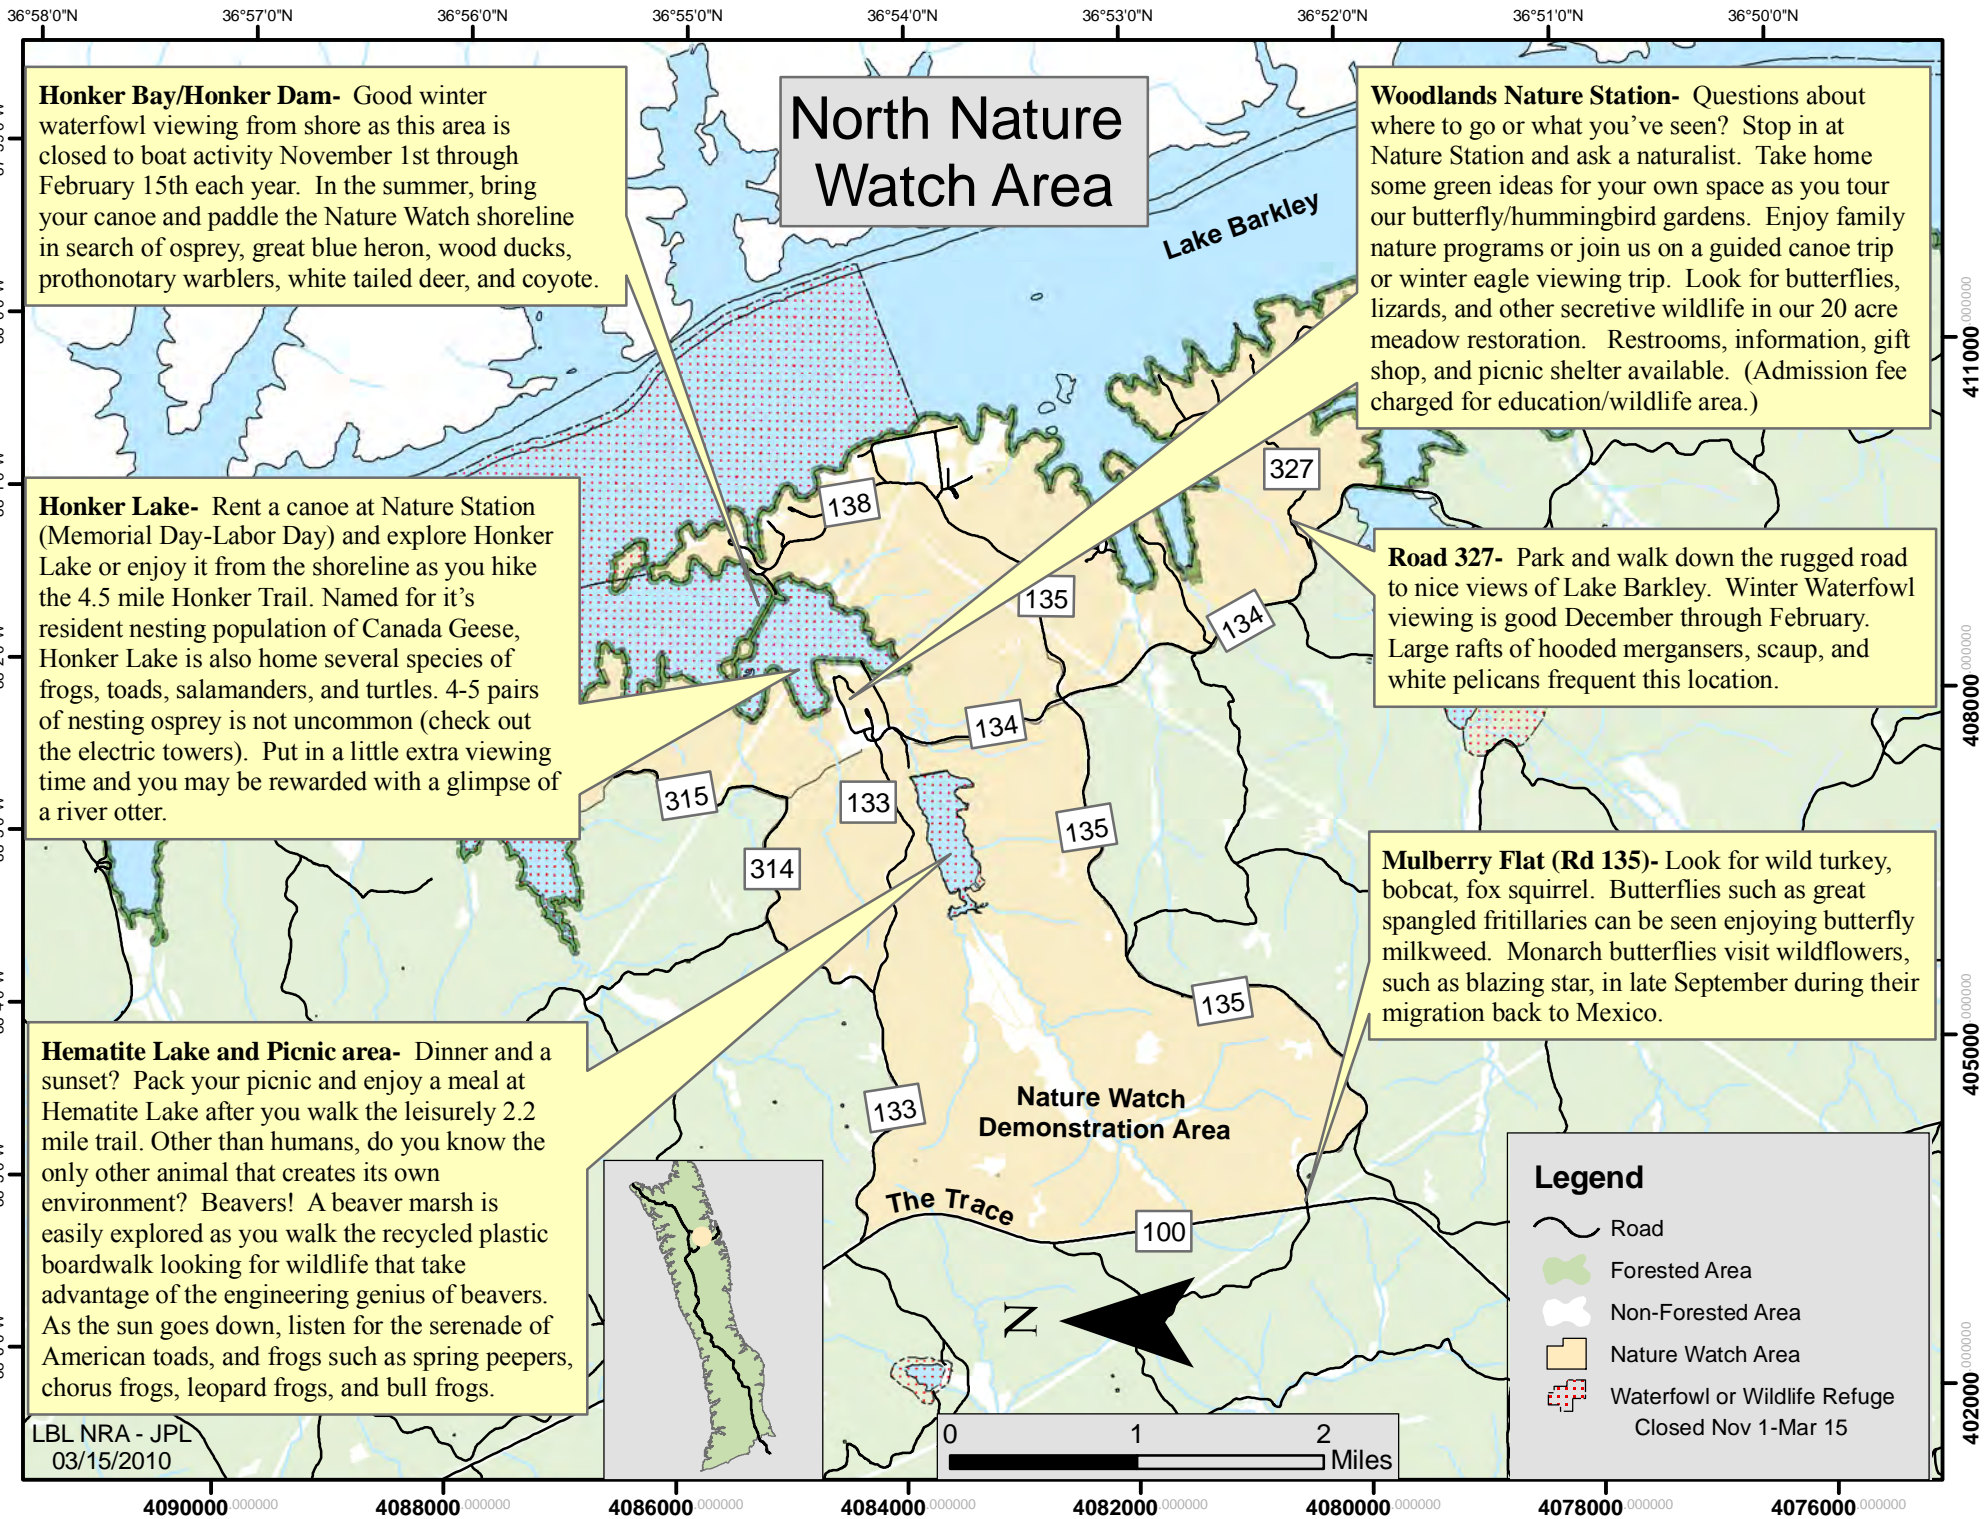 36°58'0"N 36°57'0"N 36°56'0"N 36°55'0"N 36°54'0"N 36°53'0"N 36°52'0"N 36°51'0"N 36°50'0"N
North Nature
Watch Area
Honker Bay/Honker Dam- Good winter
waterfowl viewing from shore as this area is
closed to boat activity November 1st through
February 15th each year. In the summer, bring
your canoe and paddle the Nature Watch shoreline
in search of osprey, great blue heron, wood ducks,
prothonotary warblers, white tailed deer, and coyote.
Woodlands Nature Station- Questions about
where to go or what you've seen? Stop in at
Nature Station and ask a naturalist. Take home
some green ideas for your own space as you tour
our butterfly/hummingbird gardens. Enjoy family
nature programs or join us on a guided canoe trip
or winter eagle viewing trip. Look for butterflies,
lizards, and other secretive wildlife in our 20 acre
meadow restoration. Restrooms, information, gift
shop, and picnic shelter available. (Admission fee
charged for education/wildlife area.)
Lake Barkley
Honker Lake- Rent a canoe at Nature Station
(Memorial Day-Labor Day) and explore Honker
Lake or enjoy it from the shoreline as you hike
the 4.5 mile Honker Trail. Named for it's
resident nesting population of Canada Geese,
Honker Lake is also home several species of
frogs, toads, salamanders, and turtles. 4-5 pairs
of nesting osprey is not uncommon (check out
the electric towers). Put in a little extra viewing
time and you may be rewarded with a glimpse of
a river otter.
327
138
Road 327- Park and walk down the rugged road
to nice views of Lake Barkley. Winter Waterfowl
viewing is good December through February.
Large rafts of hooded mergansers, scaup, and
white pelicans frequent this location.
135
134
134
315
133
135
314
Mulberry Flat (Rd 135)- Look for wild turkey,
bobcat, fox squirrel. Butterflies such as great
spangled fritillaries can be seen enjoying butterfly
milkweed. Monarch butterflies visit wildflowers,
such as blazing star, in late September during their
migration back to Mexico.
135
Hematite Lake and Picnic area- Dinner and a
sunset? Pack your picnic and enjoy a meal at
Hematite Lake after you walk the leisurely 2.2
mile trail. Other than humans, do you know the
only other animal that creates its own
environment? Beavers! A beaver marsh is
easily explored as you walk the recycled plastic
boardwalk looking for wildlife that take
advantage of the engineering genius of beavers.
As the sun goes down, listen for the serenade of
American toads, and frogs such as spring peepers,
chorus frogs, leopard frogs, and bull frogs.
133
Nature Watch
Demonstration Area
The Trace
100
N
Legend
Road
Forested Area
Non-Forested Area
Nature Watch Area
Waterfowl or Wildlife Refuge
Closed Nov 1-Mar 15
0 1 2
Miles
LBL NRA - JPL
03/15/2010
411000.000000
408000.000000
405000.000000
402000.000000
4090000.000000 4088000.000000 4086000.000000 4084000.000000 4082000.000000 4080000.000000 4078000.000000 4076000.000000